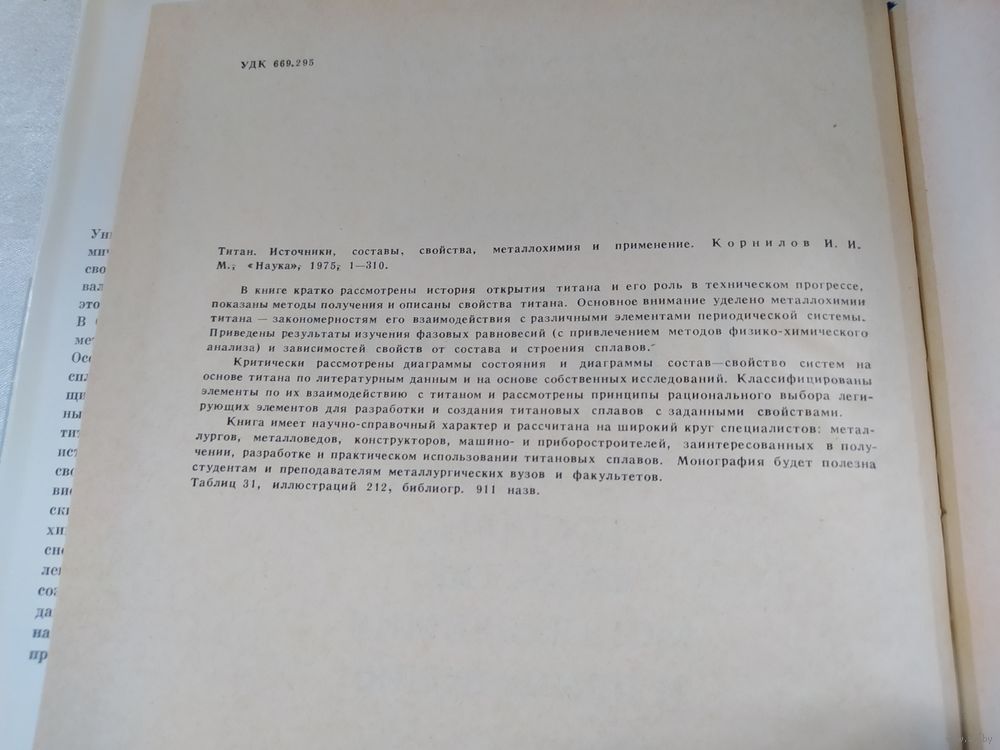 УДК 669.295
Титан. Источники, составы, свойства, металлохимия и применение. Корнилов И. И.
М., «Наука», 1975, 1—310.
В книге кратко рассмотрены история открытия титана и его роль в техническом прогрессе,
показаны методы получения и описаны свойства титана. Основное внимание уделено металлохимии
титана — закономерностям его взаимодействия с различными элементами периодической системы.
Приведены результаты изучения фазовых равновесий (с привлечением методов физико-химического
анализа) и зависимостей свойств от состава и строения сплавов.
Критически рассмотрены диаграммы состояния и диаграммы состав—свойство систем на
основе титана по литературным данным и на основе собственных исследований. Классифицированы
элементы по их взаимодействию с титаном и рассмотрены принципы рационального выбора леги-
рующих элементов для разработки и создания титановых сплавов с заданными свойствами.
Книга имеет научно-справочный характер и рассчитана на широкий круг специалистов: метал-
лургов, металловедов, конструкторов, машино- и приборостроителей, заинтересованных в полу-
чении, разработке и практическом использовании титановых сплавов. Монография будет полезна
студентам и преподавателям металлургических вузов и факультетов.
Таблиц 31, иллюстраций 212, библиогр. 911 назв.